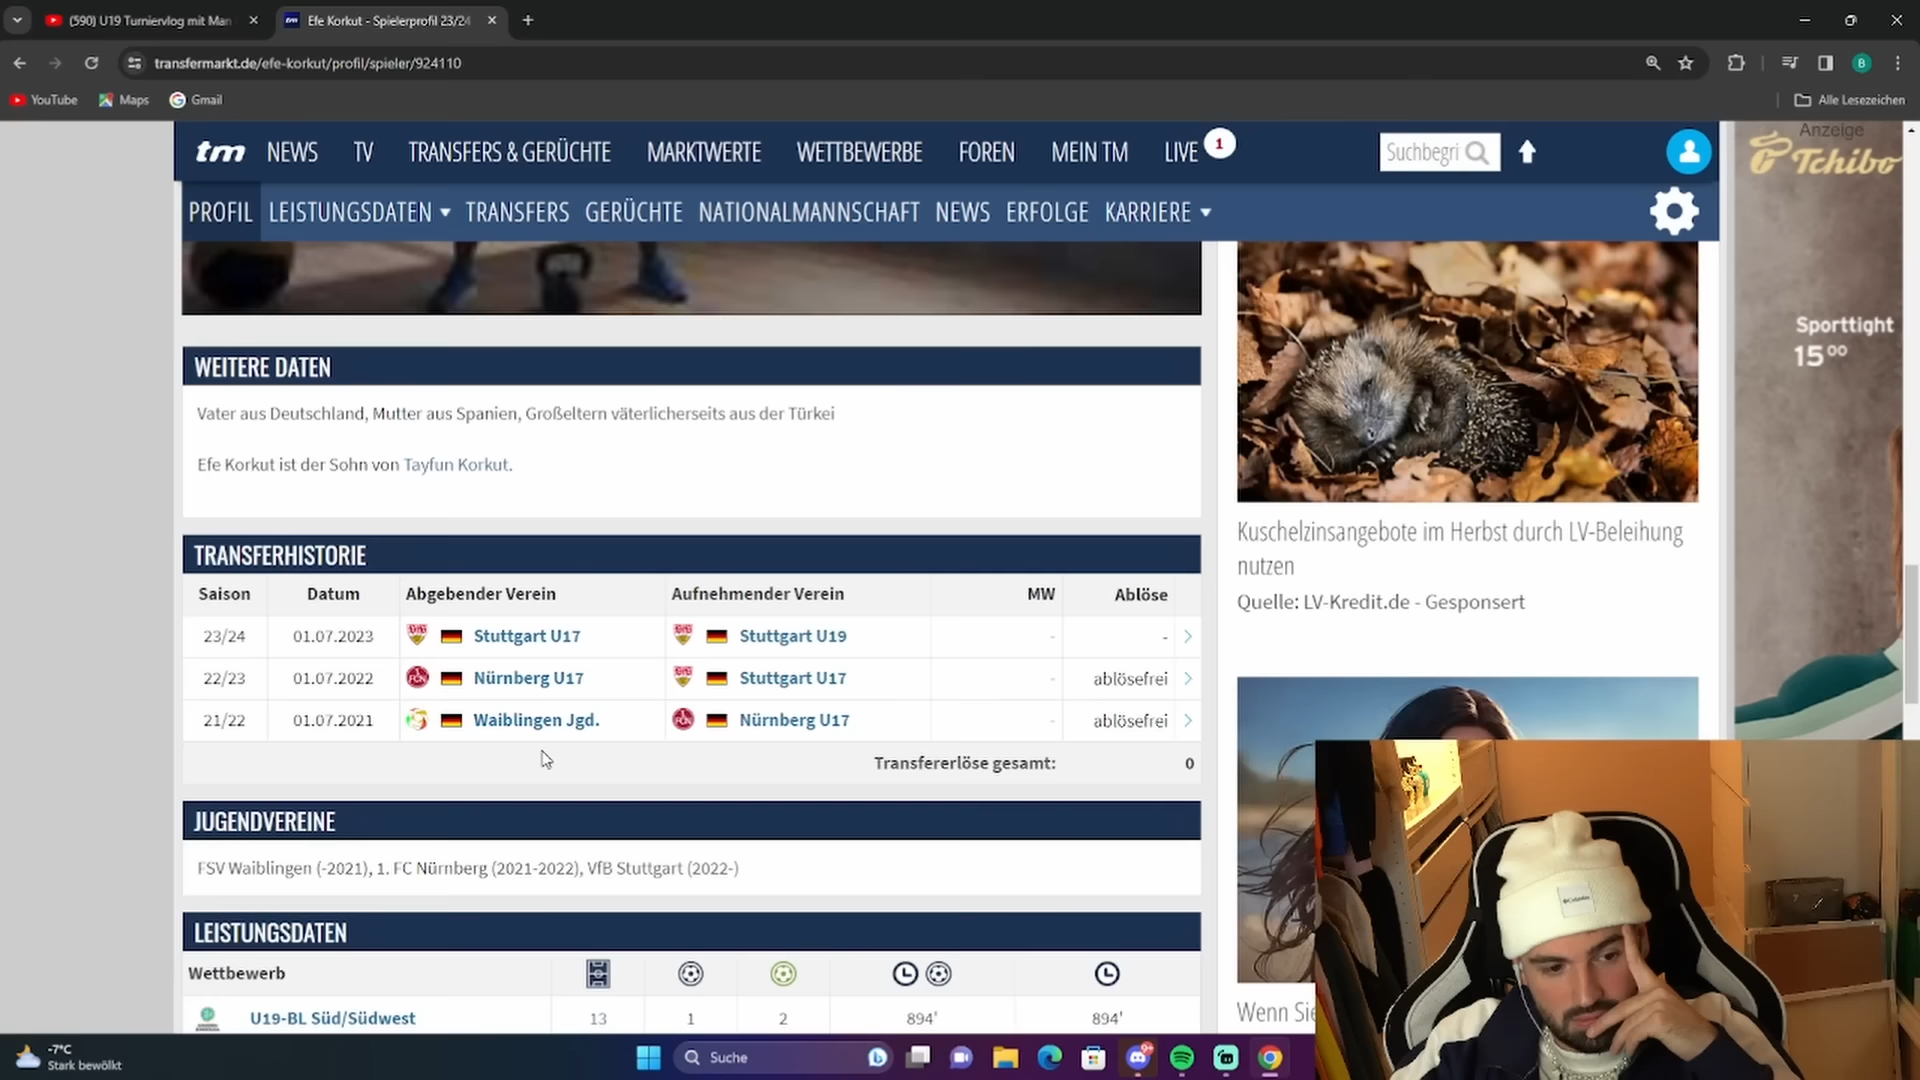 (590) U19 Turniervlog mit Man
Efe Korkut - Spielerprofil 23/24
transfermarkt.de/efe-korkut/profil/spieler/924110
B
YouTube
Maps
Gmail
Alle Lesezeichen
tm NEWS TV TRANSFERS & GERÜCHTE MARKTWERTE WETTBEWERBE FOREN MEIN TM LIVE 1
Suchbegri
PROFIL LEISTUNGSDATEN TRANSFERS GERÜCHTE NATIONALMANNSCHAFT NEWS ERFOLGE KARRIERE
Anzeige
Tchibo
Sporttight
15⁰⁰
WEITERE DATEN
Vater aus Deutschland, Mutter aus Spanien, Großeltern väterlicherseits aus der Türkei
Efe Korkut ist der Sohn von Tayfun Korkut.
TRANSFERHISTORIE
Saison Datum Abgebender Verein Aufnehmender Verein MW Ablöse
23/24 01.07.2023 Stuttgart U17 Stuttgart U19 - -
22/23 01.07.2022 Nürnberg U17 Stuttgart U17 - ablösefrei
21/22 01.07.2021 Waiblingen Jgd. Nürnberg U17 - ablösefrei
Transfererlöse gesamt: 0
JUGENDVEREINE
FSV Waiblingen (-2021), 1. FC Nürnberg (2021-2022), VfB Stuttgart (2022-)
LEISTUNGSDATEN
Wettbewerb
U19-BL Süd/Südwest 13 1 2 894' 894'
Kuschelzinsangebote im Herbst durch LV-Beleihung
nutzen
Quelle: LV-Kredit.de - Gesponsert
Wenn Sie
Columbia
-7°C
Stark bewölkt
Suche